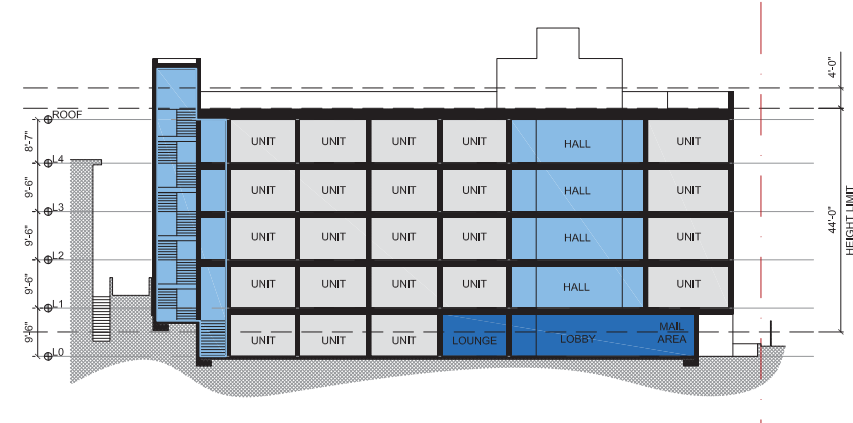 4'-0"
ROOF
8'-7"
UNIT UNIT UNIT UNIT HALL UNIT
L4
9'-6"
UNIT UNIT UNIT UNIT HALL UNIT
L3
9'-6"
44'-0"
HEIGHT LIMIT
UNIT UNIT UNIT UNIT HALL UNIT
L2
9'-6"
UNIT UNIT UNIT UNIT HALL UNIT
L1
9'-6"
UNIT UNIT UNIT LOUNGE LOBBY MAIL
AREA
L0